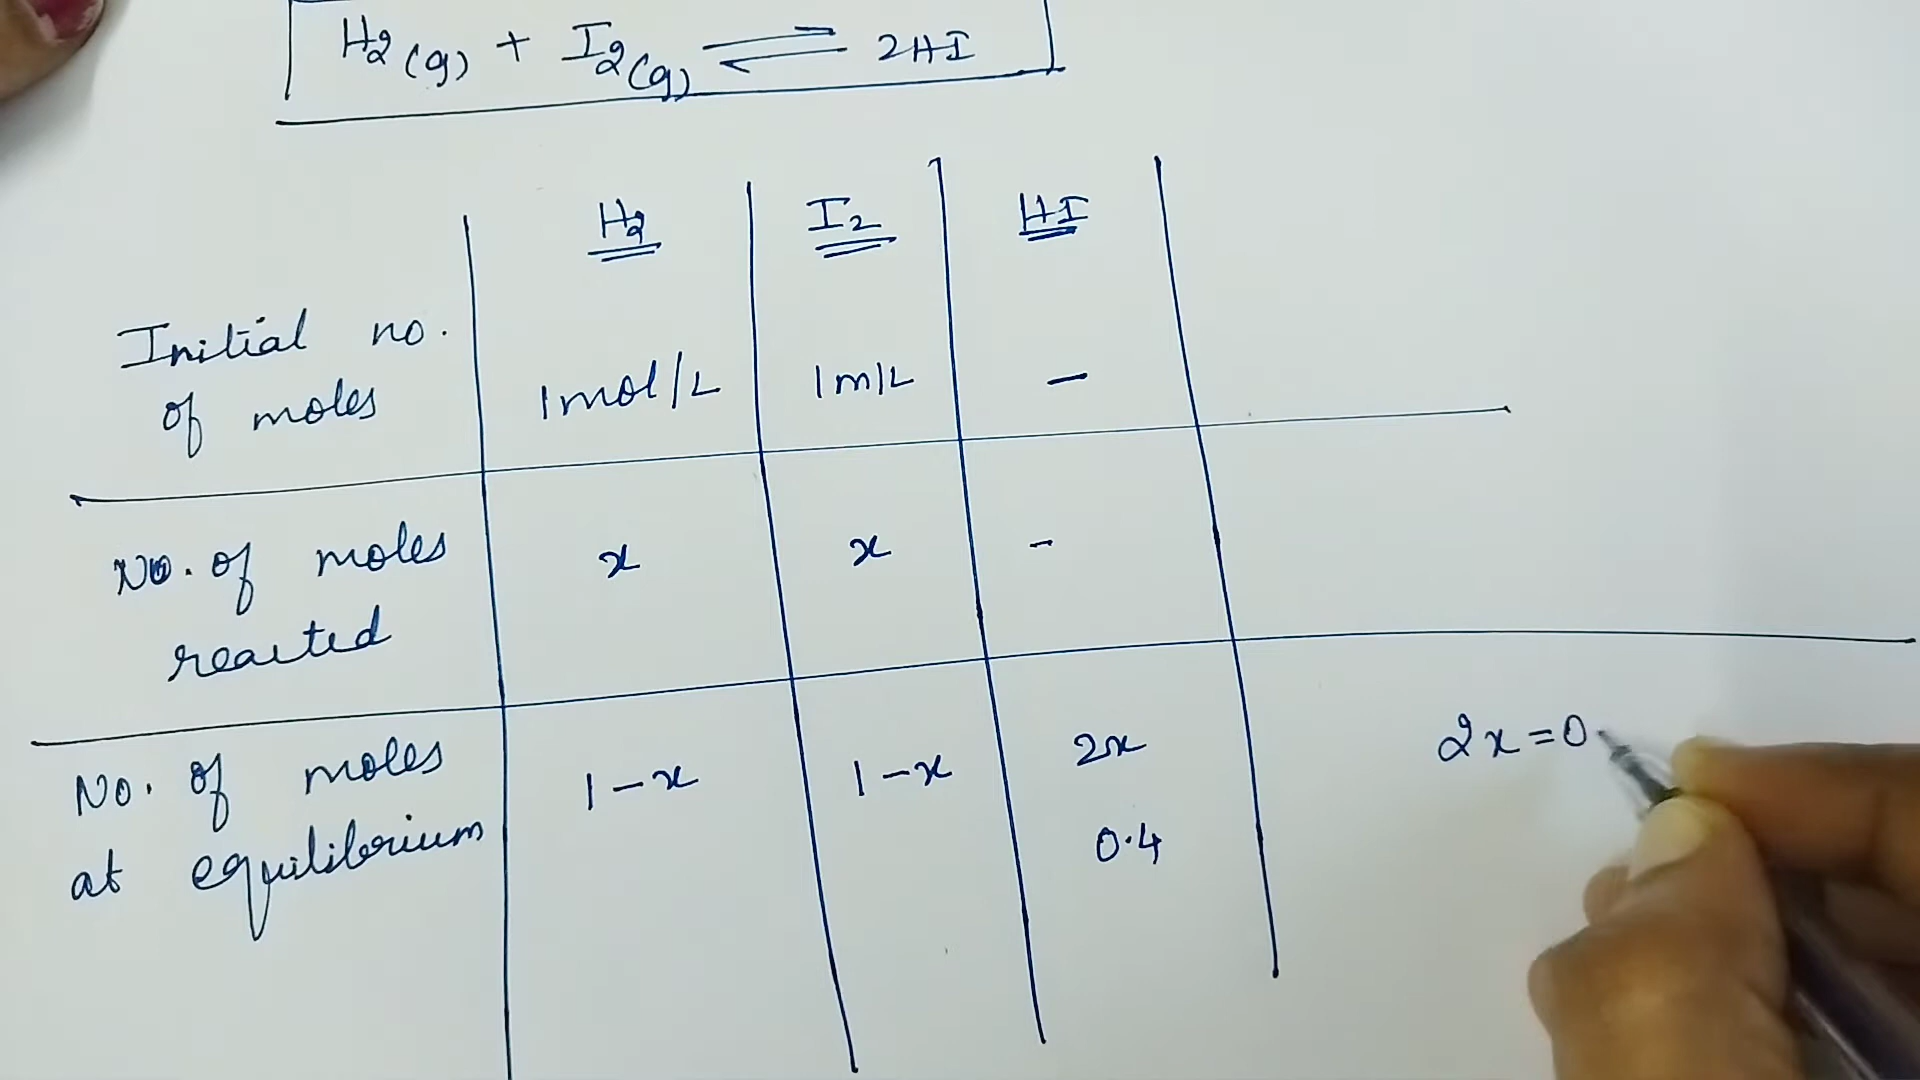 H2(g) + I2(g) ⇌ 2HI
H2 I2 HI
Initial no. of moles 1mol/L 1m/L –
No. of moles reacted x x –
No. of moles at equilibrium 1–x 1–x 2x
0.4
2x=0.